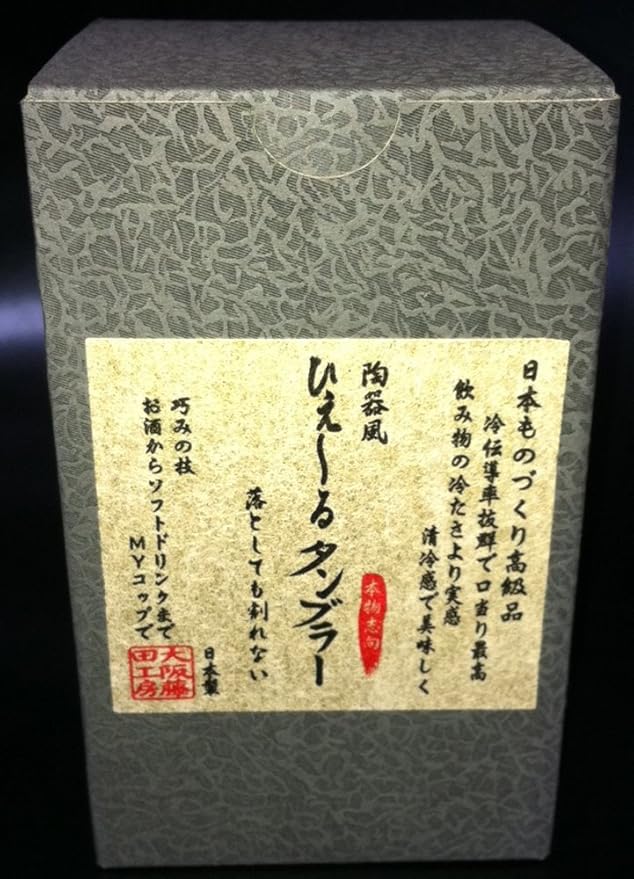 日本ものづくり高級品
冷伝導率抜群で口当り最高
飲み物の冷たさより実感
清冷感で美味しく
陶器風
本物志向
ひえ〜るタンブラー
落としても割れない
日本製
巧みの技
お酒からソフトドリンクまで
MYコップで
大阪藤
田工房